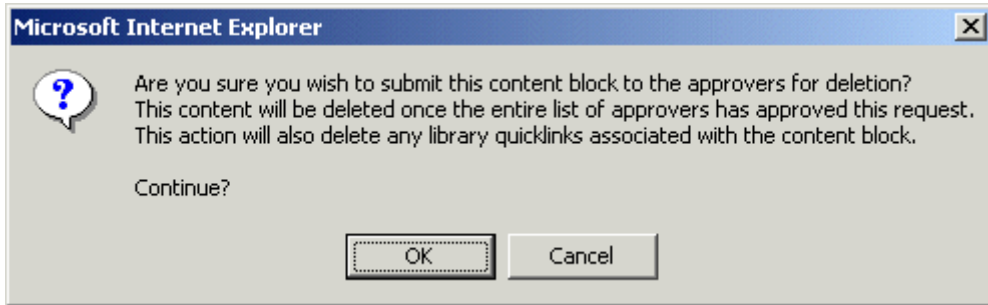 Microsoft Internet Explorer
Are you sure you wish to submit this content block to the approvers for deletion?
This content will be deleted once the entire list of approvers has approved this request.
This action will also delete any library quicklinks associated with the content block.
Continue?
OK
Cancel